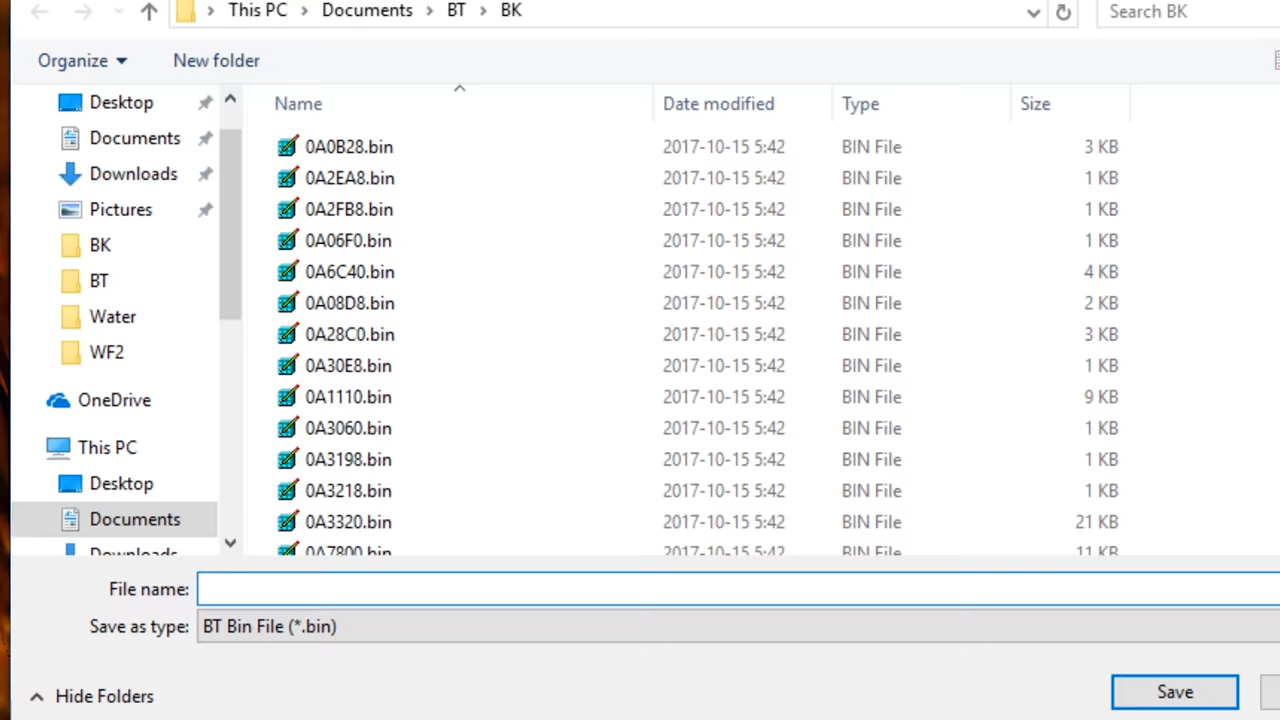 This PC > Documents > BT > BK
Search BK
Organize
New folder
Name
Date modified
Type
Size
Desktop
Documents
Downloads
Pictures
BK
BT
Water
WF2
OneDrive
This PC
Desktop
Documents
Downloads
0A0B28.bin 2017-10-15 5:42 BIN File 3 KB
0A2EA8.bin 2017-10-15 5:42 BIN File 1 KB
0A2FB8.bin 2017-10-15 5:42 BIN File 1 KB
0A06F0.bin 2017-10-15 5:42 BIN File 1 KB
0A6C40.bin 2017-10-15 5:42 BIN File 4 KB
0A08D8.bin 2017-10-15 5:42 BIN File 2 KB
0A28C0.bin 2017-10-15 5:42 BIN File 3 KB
0A30E8.bin 2017-10-15 5:42 BIN File 1 KB
0A1110.bin 2017-10-15 5:42 BIN File 9 KB
0A3060.bin 2017-10-15 5:42 BIN File 1 KB
0A3198.bin 2017-10-15 5:42 BIN File 1 KB
0A3218.bin 2017-10-15 5:42 BIN File 1 KB
0A3320.bin 2017-10-15 5:42 BIN File 21 KB
0A7800.bin 2017-10-15 5:42 BIN File 11 KB
File name:
Save as type: BT Bin File (*.bin)
Hide Folders
Save